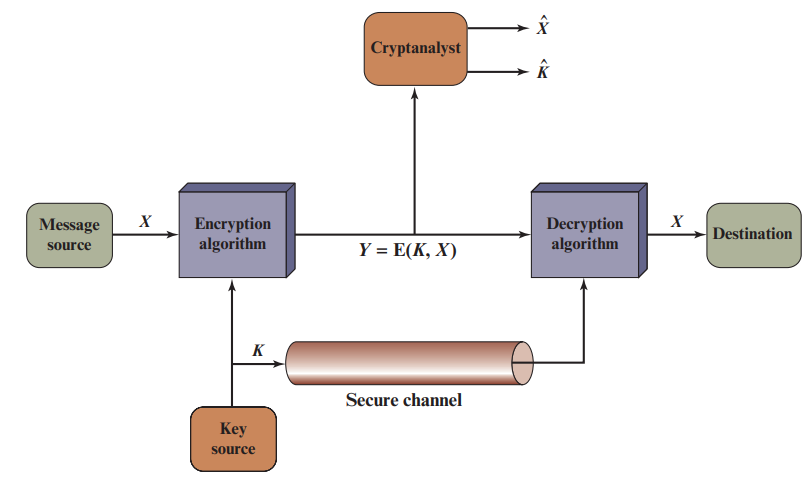 Cryptanalyst
X̂
K̂
Message
source
X
Encryption
algorithm
Y = E(K, X)
Decryption
algorithm
X
Destination
K
Secure channel
Key
source